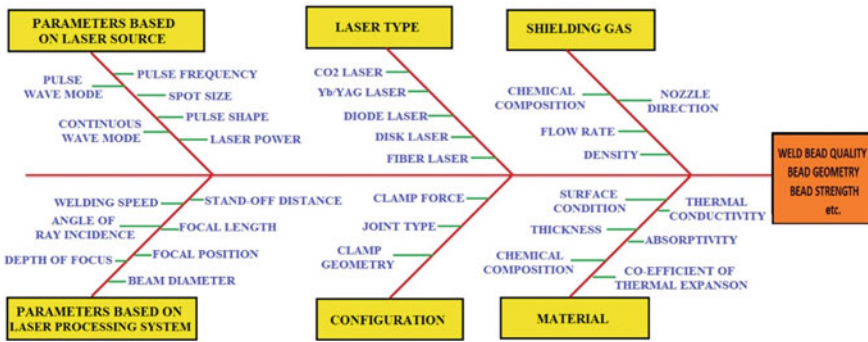 PARAMETERS BASED
ON LASER SOURCE
LASER TYPE
SHIELDING GAS
PULSE
WAVE MODE
PULSE FREQUENCY
SPOT SIZE
PULSE SHAPE
CONTINUOUS
WAVE MODE
LASER POWER
CO2 LASER
Yb/YAG LASER
DIODE LASER
DISK LASER
FIBER LASER
CHEMICAL
COMPOSITION
NOZZLE
DIRECTION
FLOW RATE
DENSITY
WELD BEAD QUALITY
BEAD GEOMETRY
BEAD STRENGTH
etc.
WELDING SPEED
STAND-OFF DISTANCE
ANGLE OF
RAY INCIDENCE
FOCAL LENGTH
FOCAL POSITION
DEPTH OF FOCUS
BEAM DIAMETER
CLAMP FORCE
JOINT TYPE
CLAMP
GEOMETRY
SURFACE
CONDITION
THERMAL
CONDUCTIVITY
THICKNESS
ABSORPTIVITY
CHEMICAL
COMPOSITION
CO-EFFICIENT OF
THERMAL EXPANSON
PARAMETERS BASED ON
LASER PROCESSING SYSTEM
CONFIGURATION
MATERIAL